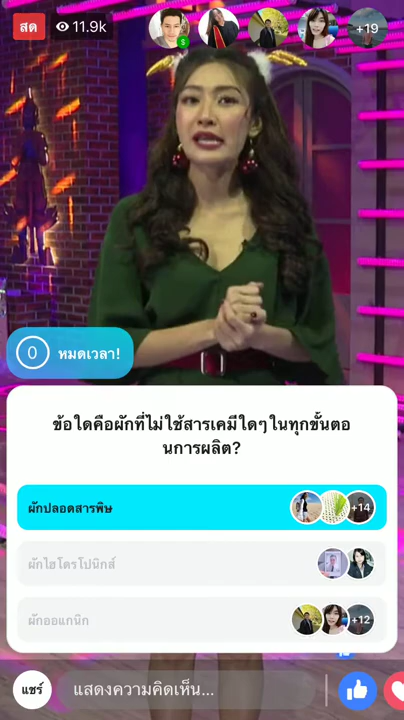 สด 11.9k +19
0 หมดเวลา!
ข้อใดคือผักที่ไม่ใช้สารเคมีใดๆในทุกขั้นตอ
นการผลิต?
ผักปลอดสารพิษ +14
ผักไฮโดรโปนิกส์
ผักออแกนิก +12
แชร์ แสดงความคิดเห็น...